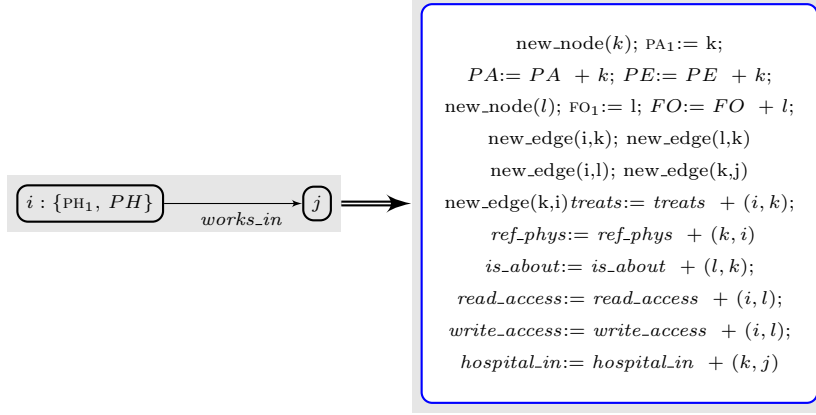 i : {PH₁, PH}
works_in
j
new_node(k); PA₁:= k;
PA:= PA + k; PE:= PE + k;
new_node(l); FO₁:= l; FO:= FO + l;
new_edge(i,k); new_edge(l,k)
new_edge(i,l); new_edge(k,j)
new_edge(k,i)treats:= treats + (i, k);
ref_phys:= ref_phys + (k, i)
is_about:= is_about + (l, k);
read_access:= read_access + (i, l);
write_access:= write_access + (i, l);
hospital_in:= hospital_in + (k, j)